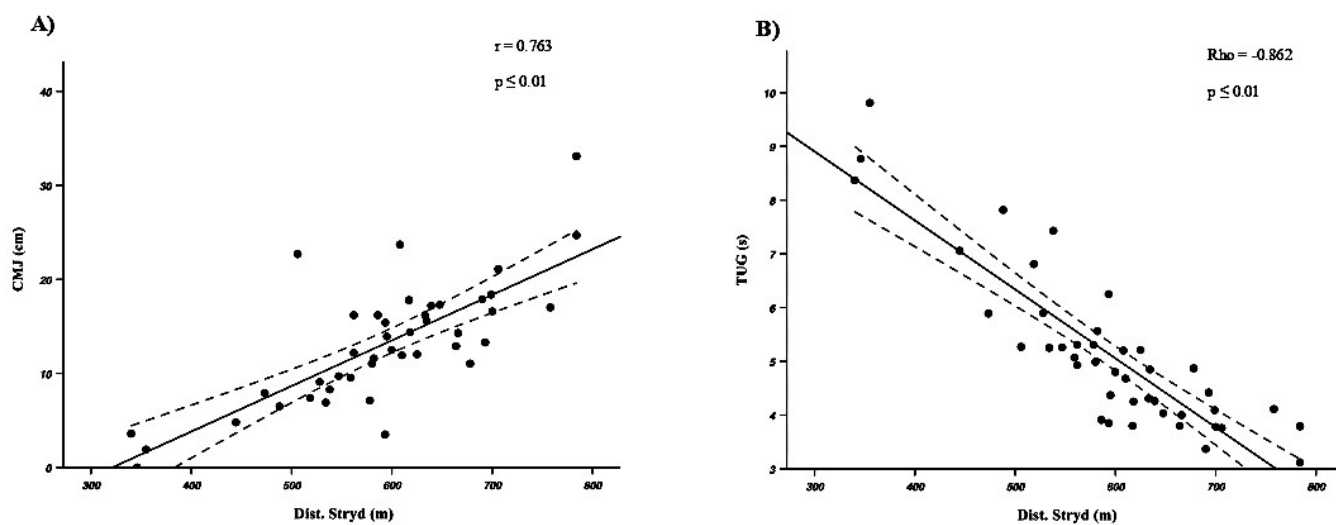 A)
r = 0.763
p ≤ 0.01
40
30
20
10
0
CMJ (cm)
300 400 500 600 700 800
Dist. Stryd (m)
B)
Rho = -0.862
p ≤ 0.01
10
9
8
7
6
5
4
3
TUG (s)
300 400 500 600 700 800
Dist. Stryd (m)